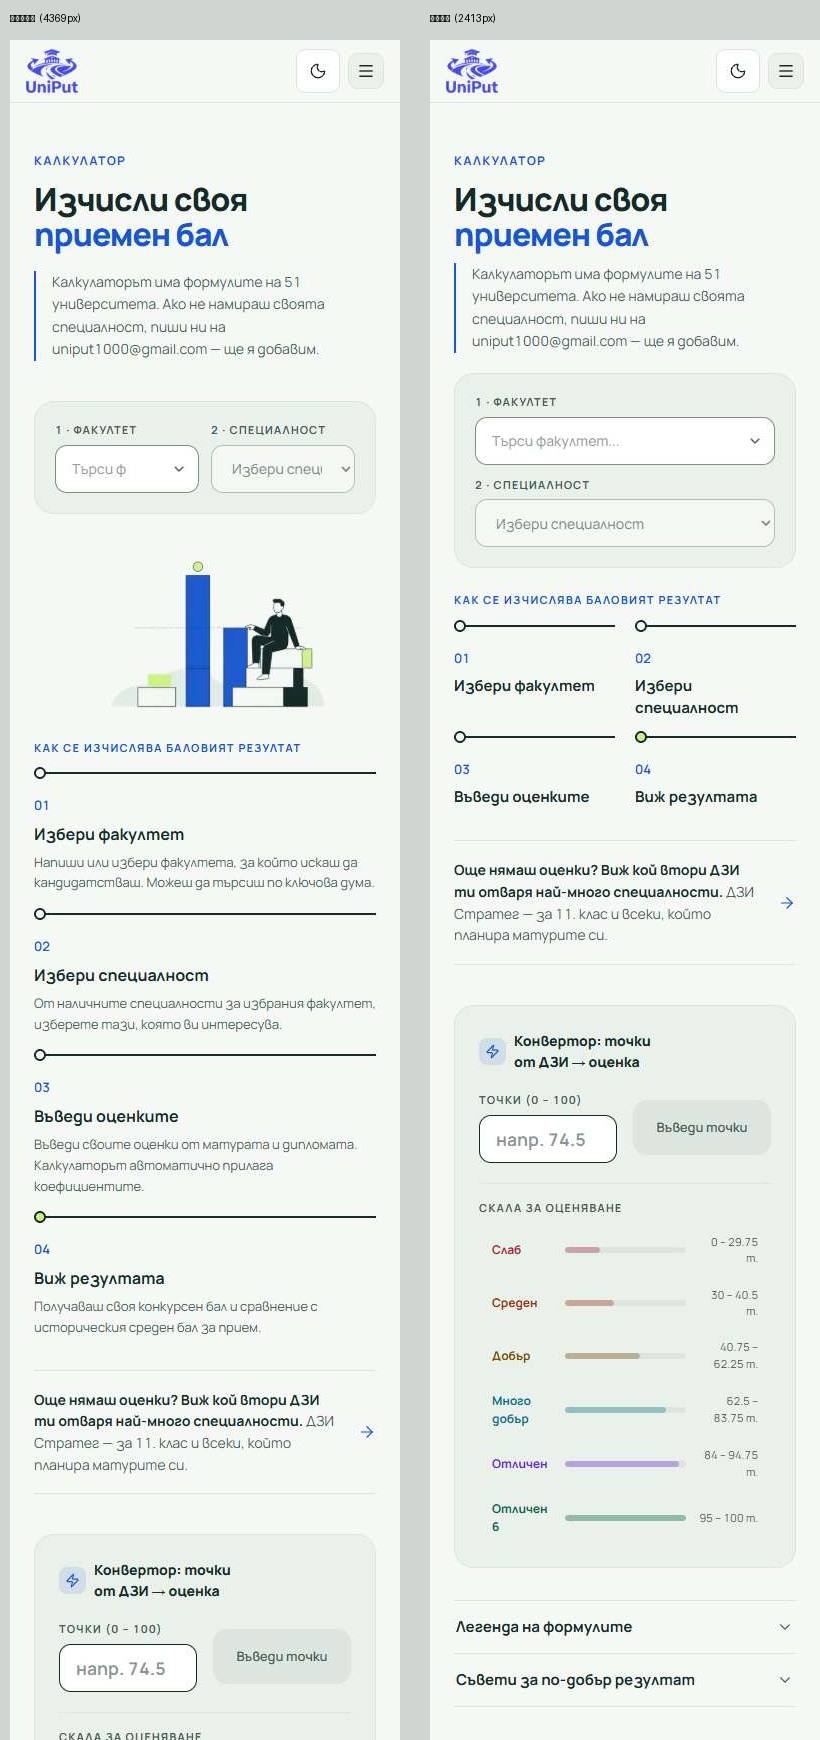 (4369px)
UniPut
КАЛКУЛАТОР
Изчисли своя
приемен бал
Калкулаторът има формулите на 51
университета. Ако не намираш своята
специалност, пиши ни на
uniput1000@gmail.com — ще я добавим.
1 · ФАКУЛТЕТ
2 · СПЕЦИАЛНОСТ
Търси ф
Избери специ
КАК СЕ ИЗЧИСЛЯВА БАЛОВИЯТ РЕЗУЛТАТ
01
Избери факултет
Напиши или избери факултета, за който искаш да
кандидатстваш. Можеш да търсиш по ключова дума.
02
Избери специалност
От наличните специалности за избрания факултет,
изберете тази, която ви интересува.
03
Въведи оценките
Въведи своите оценки от матурата и дипломата.
Калкулаторът автоматично прилага
коефициентите.
04
Виж резултата
Получаваш своя конкурсен бал и сравнение с
историческия среден бал за прием.
Още нямаш оценки? Виж кой втори ДЗИ
ти отваря най-много специалности. ДЗИ
Стратег — за 11. клас и всеки, който
планира матурите си.
Конвертор: точки
от ДЗИ → оценка
ТОЧКИ (0 – 100)
напр. 74.5
Въведи точки
СКАЛА ЗА ОЦЕНЯВАНЕ
(2413px)
UniPut
КАЛКУЛАТОР
Изчисли своя
приемен бал
Калкулаторът има формулите на 51
университета. Ако не намираш своята
специалност, пиши ни на
uniput1000@gmail.com — ще я добавим.
1 · ФАКУЛТЕТ
Търси факултет...
2 · СПЕЦИАЛНОСТ
Избери специалност
КАК СЕ ИЗЧИСЛЯВА БАЛОВИЯТ РЕЗУЛТАТ
01
Избери факултет
02
Избери
специалност
03
Въведи оценките
04
Виж резултата
Още нямаш оценки? Виж кой втори ДЗИ
ти отваря най-много специалности. ДЗИ
Стратег — за 11. клас и всеки, който
планира матурите си.
Конвертор: точки
от ДЗИ → оценка
ТОЧКИ (0 – 100)
напр. 74.5
Въведи точки
СКАЛА ЗА ОЦЕНЯВАНЕ
Слаб
0 – 29.75
т.
Среден
30 – 40.5
т.
Добър
40.75 –
62.25 т.
Много
добър
62.5 –
83.75 т.
Отличен
84 – 94.75
т.
Отличен
6
95 – 100 т.
Легенда на формулите
Съвети за по-добър резултат